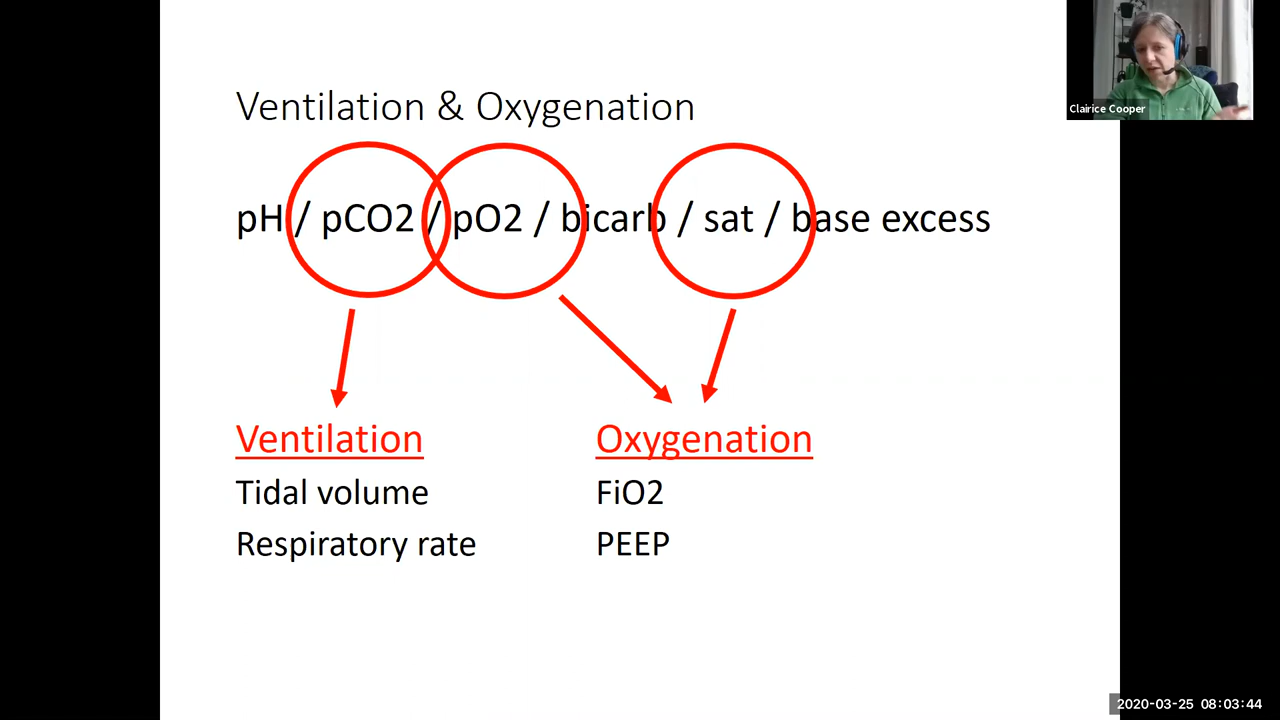 Ventilation & Oxygenation
pH / pCO2 / pO2 / bicarb / sat / base excess
Ventilation
Oxygenation
Tidal volume
FiO2
Respiratory rate
PEEP
Clairice Cooper
2020-03-25 08:03:44